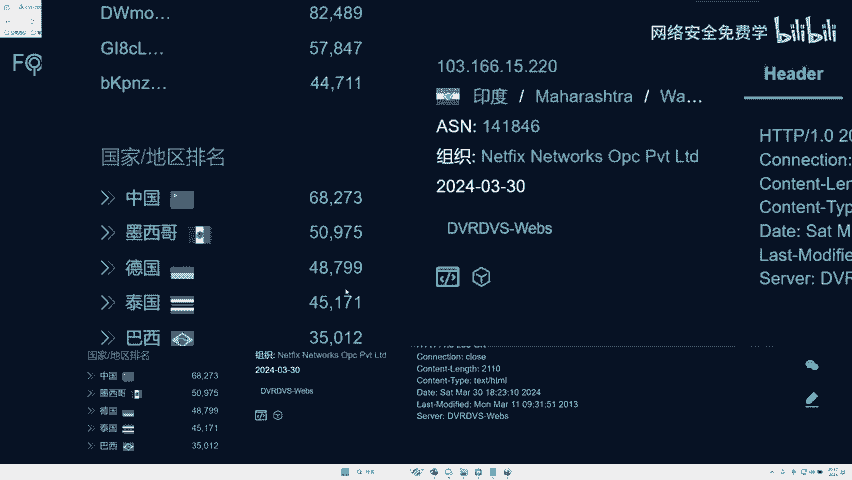 DWmo... 82,489
网络安全免费学 bilibili
GI8cL... 57,847
bKpnz... 44,711
FO
103.166.15.220
印度 / Maharashtra / Wa...
ASN: 141846
组织: Netfix Networks Opc Pvt Ltd
2024-03-30
DVRDVS-Webs
Header
HTTP/1.0 20
Connection:
Content-Len
Content-Typ
Date: Sat M
Last-Modifie
Server: DVR
国家/地区排名
中国 68,273
墨西哥 50,975
德国 48,799
泰国 45,171
巴西 35,012
国家/地区排名
中国 68,273
墨西哥 50,975
德国 48,799
泰国 45,171
巴西 35,012
组织: Netfix Networks Opc Pvt Ltd
2024-03-30
DVRDVS-Webs
Connection: close
Content-Length: 2110
Content-Type: text/html
Date: Sat Mar 30 18:23:10 2024
Last-Modified: Mon Mar 11 09:31:51 2013
Server: DVRDVS-Webs